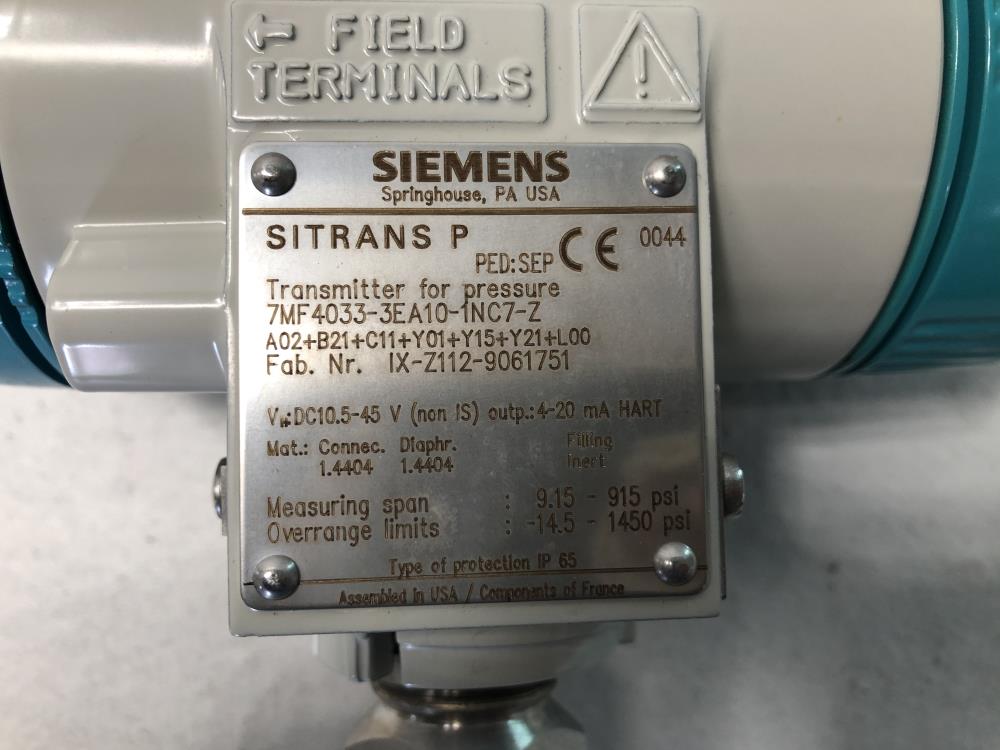 ← FIELD
TERMINALS
SIEMENS
Springhouse, PA USA
SITRANS P
PED:SEP CE 0044
Transmitter for pressure
7MF4033-3EA10-1NC7-Z
A02+B21+C11+Y01+Y15+Y21+L00
Fab. Nr. IX-Z112-9061751
VH:DC10.5-45 V (non IS) outp.:4-20 mA HART
Mat.: Connec. Diaphr. Filling
1.4404 1.4404 Inert
Measuring span : 9.15 - 915 psi
Overrange limits : -14.5 - 1450 psi
Type of protection IP 65
Assembled in USA / Components of France